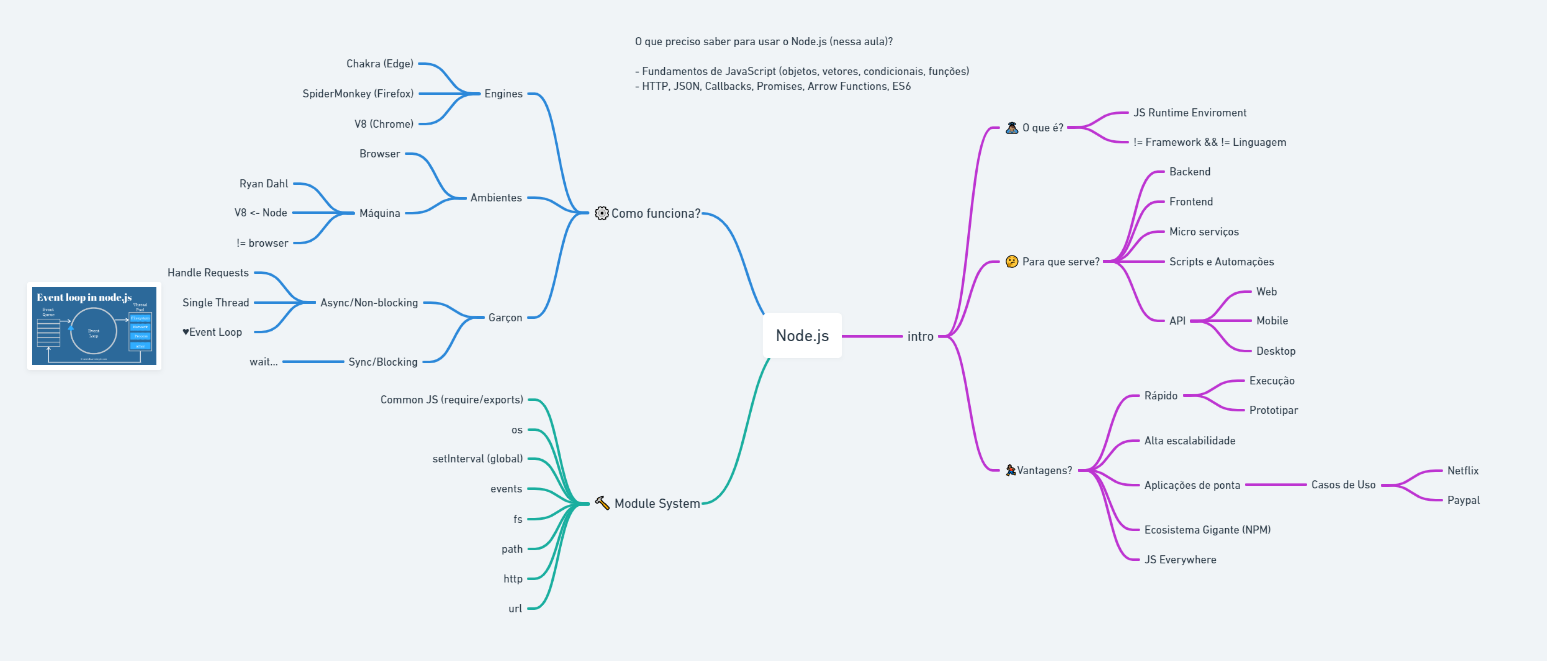 O que preciso saber para usar o Node.js (nessa aula)?
- Fundamentos de JavaScript (objetos, vetores, condicionais, funções)
- HTTP, JSON, Callbacks, Promises, Arrow Functions, ES6
Node.js
Como funciona?
Engines
Chakra (Edge)
SpiderMonkey (Firefox)
V8 (Chrome)
Ambientes
Browser
Máquina
Ryan Dahl
V8 <- Node
!= browser
Garçon
Async/Non-blocking
Handle Requests
Single Thread
♥Event Loop
Sync/Blocking
wait...
Event loop in node.js
Event
Queue
Event
Loop
Thread
Pool
Module System
Common JS (require/exports)
os
setInterval (global)
events
fs
path
http
url
intro
O que é?
JS Runtime Enviroment
!= Framework && != Linguagem
Para que serve?
Backend
Frontend
Micro serviços
Scripts e Automações
API
Web
Mobile
Desktop
Vantagens?
Rápido
Execução
Prototipar
Alta escalabilidade
Aplicações de ponta
Casos de Uso
Netflix
Paypal
Ecosistema Gigante (NPM)
JS Everywhere